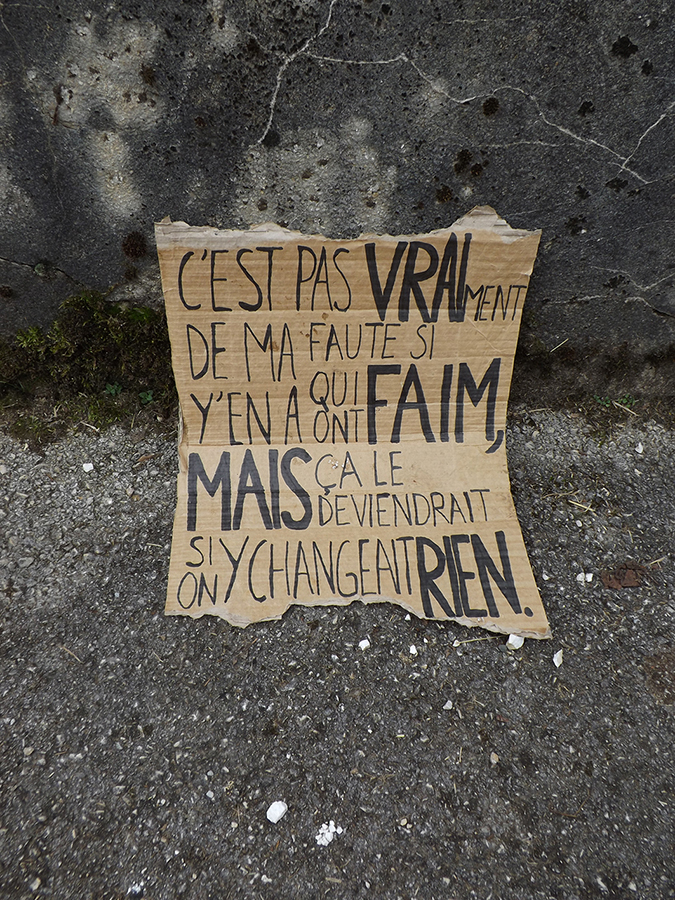 C'EST PAS VRAIMENT
DE MA FAUTE SI
Y'EN A QUI ONT FAIM,
MAIS ÇA LE DEVIENDRAIT
SI ON Y CHANGEAIT RIEN.